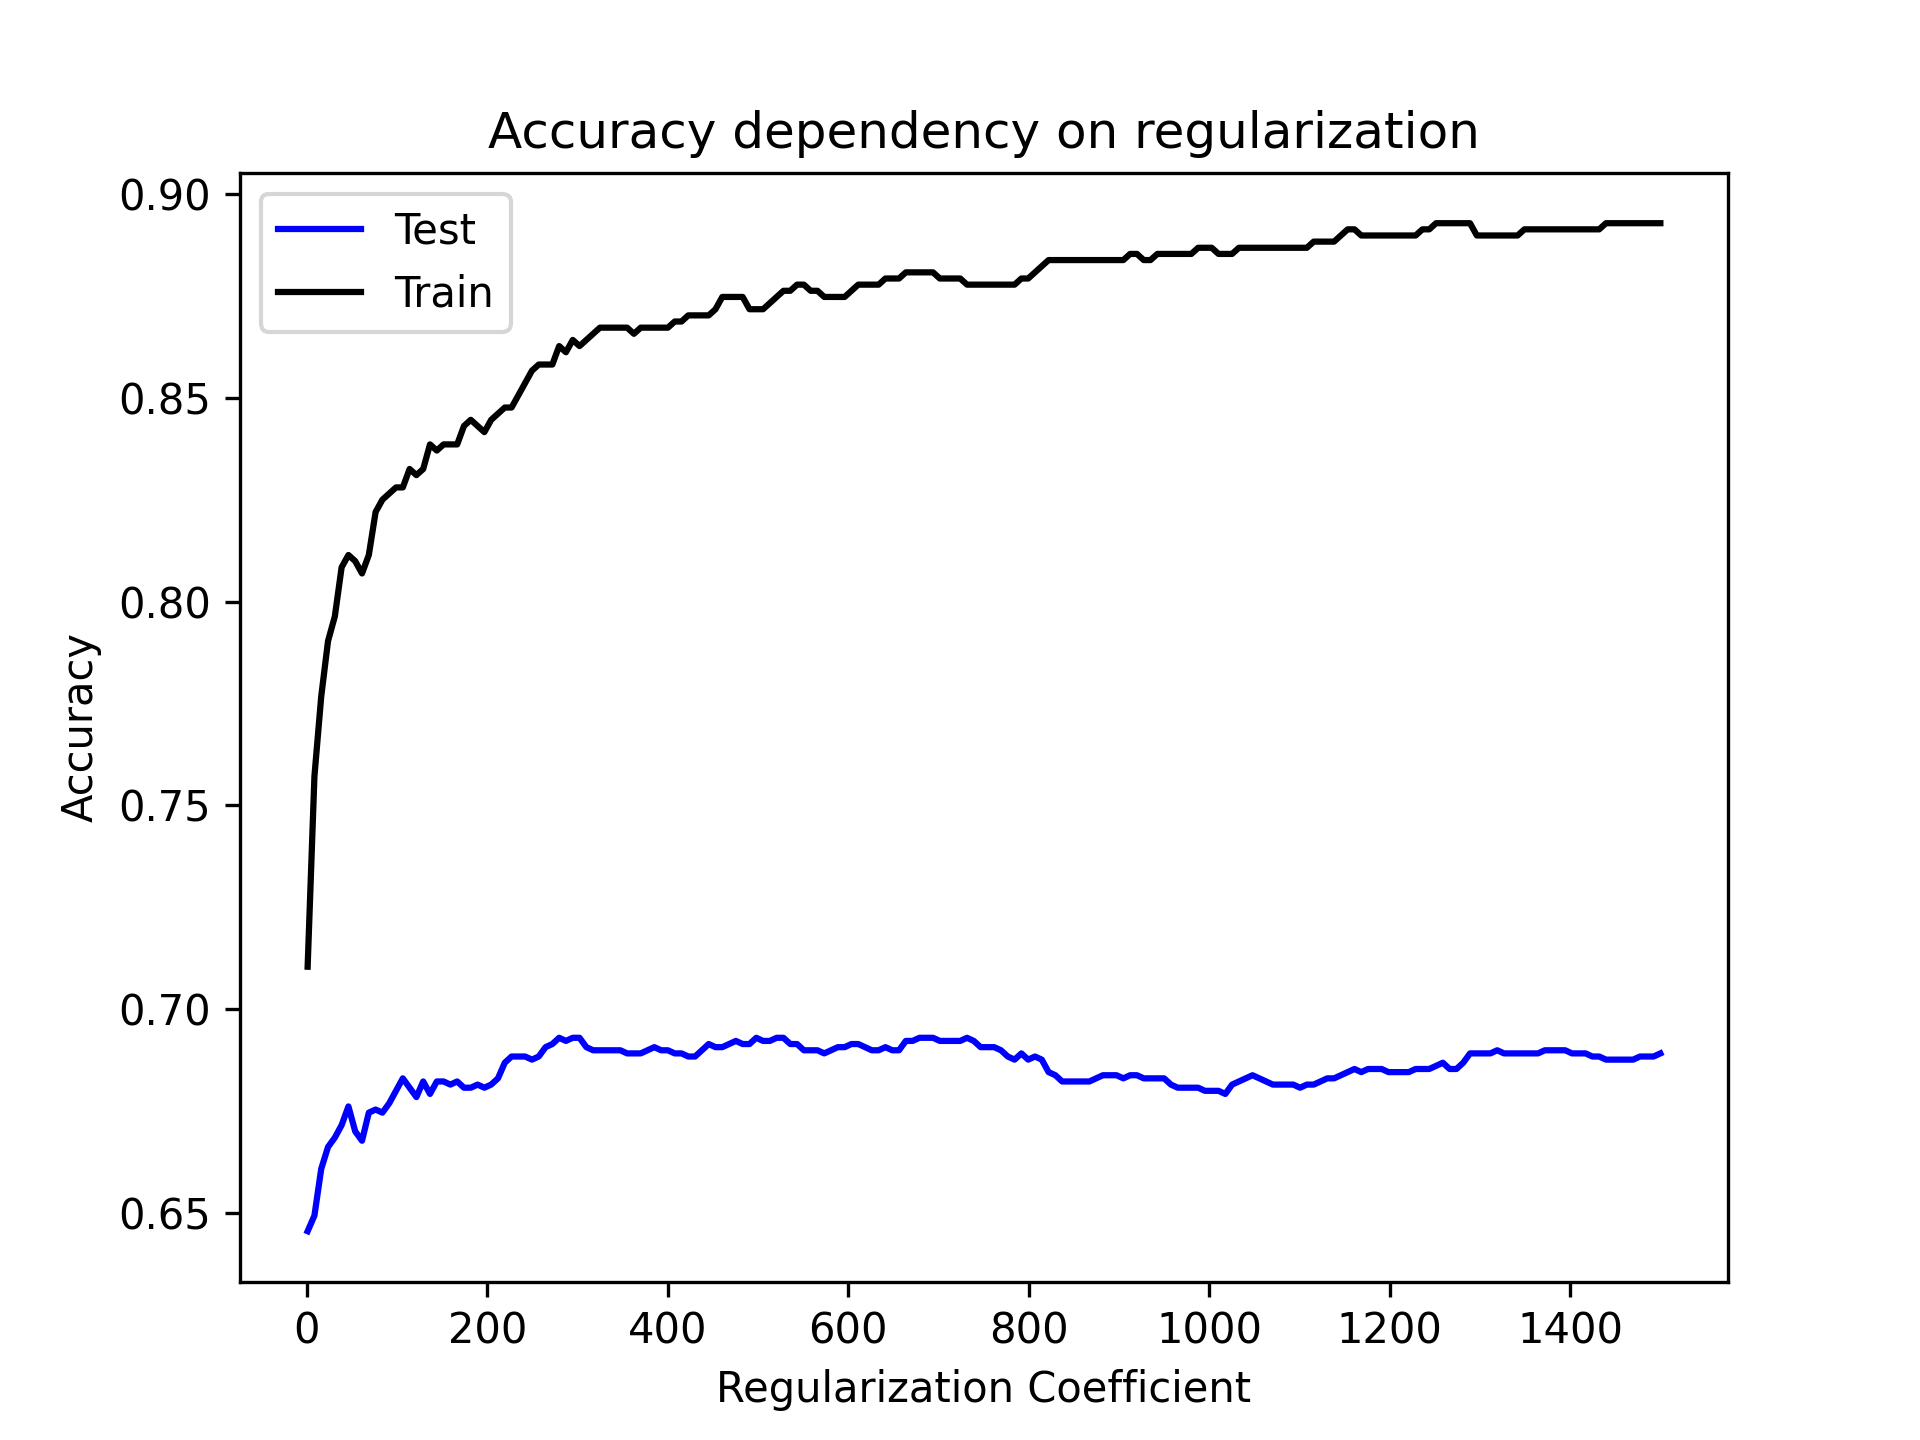 Accuracy dependency on regularization
0.90
0.85
0.80
0.75
0.70
0.65
Accuracy
Test
Train
0 200 400 600 800 1000 1200 1400
Regularization Coefficient